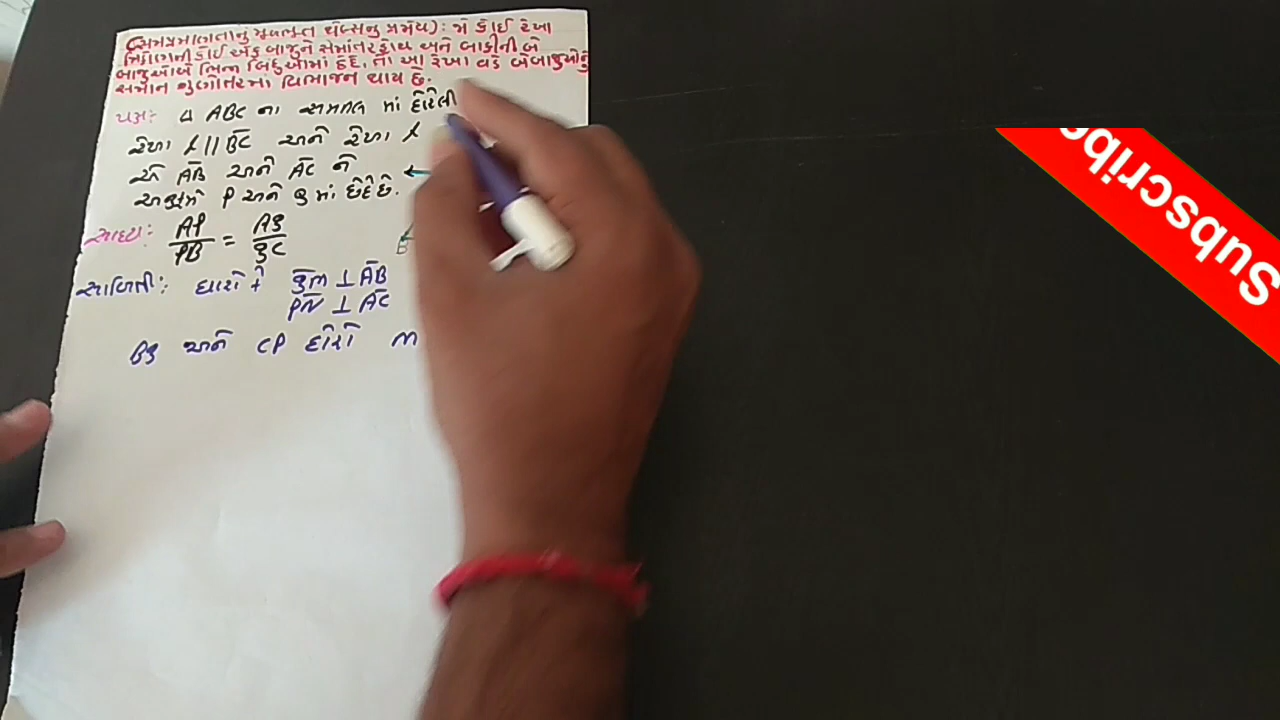 (સમપ્રમાણતાનું મૂળભૂત થેલ્સનું પ્રમેય): જો કોઈ રેખા
ત્રિકોણની કોઈ એક બાજુને સમાંતર હોય અને બાકીની બે
બાજુઓને ભિન્ન બિંદુઓમાં છેદે, તો આ રેખા વડે બે બાજુઓનું
સમાન ગુણોત્તરમાં વિભાજન થાય છે.
પક્ષ: △ ABC ના સમતલ માં દોરેલી
રેખા l || BC અને રેખા l
એ AB અને AC ને
અનુક્રમે P અને Q માં છેદે છે.
સાધ્ય: AP/PB = AQ/QC
B
સાબિતી: ધારો કે QM ⊥ AB
PN ⊥ AC
BQ અને CP દોરો M
Subscribe